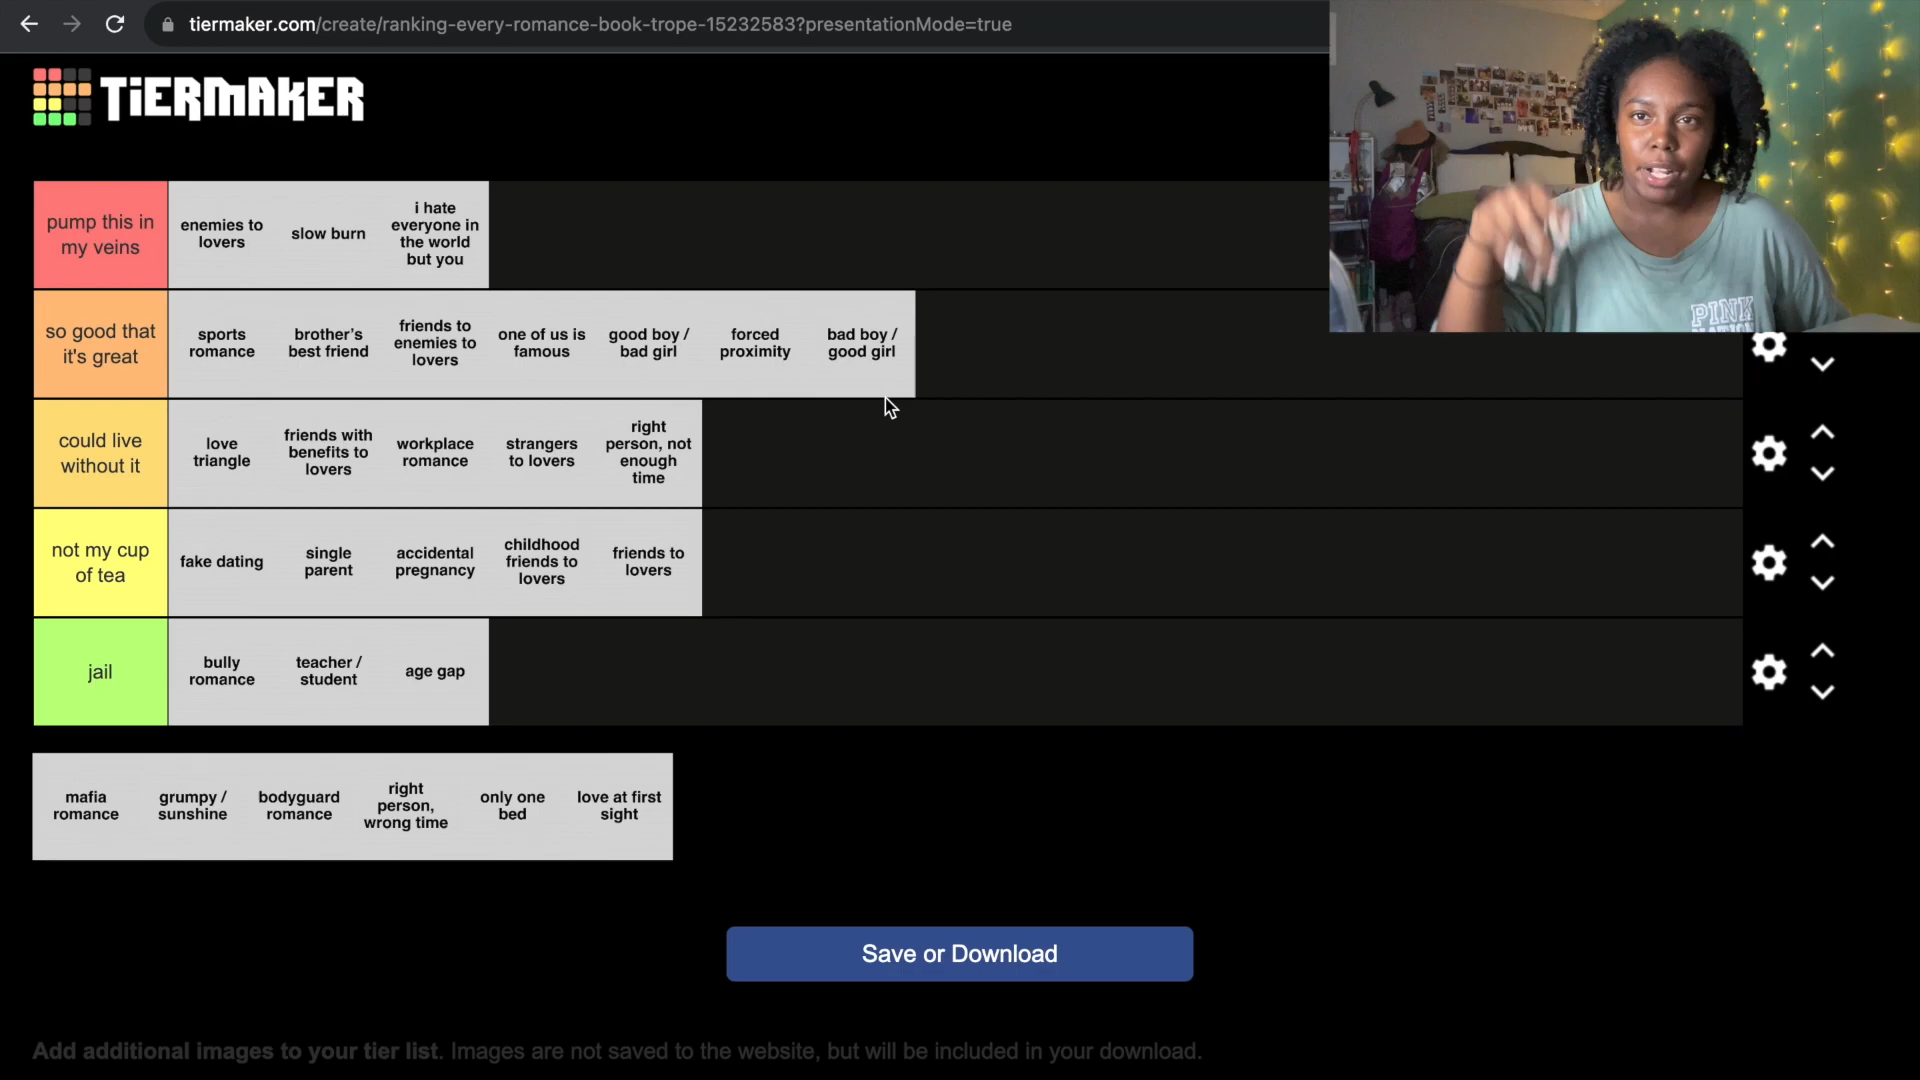 tiermaker.com/create/ranking-every-romance-book-trope-15232583?presentationMode=true
TiERMAKER
pump this in
my veins
enemies to
lovers
slow burn
i hate
everyone in
the world
but you
so good that
it's great
sports
romance
brother's
best friend
friends to
enemies to
lovers
one of us is
famous
good boy /
bad girl
forced
proximity
bad boy /
good girl
could live
without it
love
triangle
friends with
benefits to
lovers
workplace
romance
strangers
to lovers
right
person, not
enough
time
not my cup
of tea
fake dating
single
parent
accidental
pregnancy
childhood
friends to
lovers
friends to
lovers
jail
bully
romance
teacher /
student
age gap
mafia
romance
grumpy /
sunshine
bodyguard
romance
right
person,
wrong time
only one
bed
love at first
sight
Save or Download
Add additional images to your tier list. Images are not saved to the website, but will be included in your download.
PINK